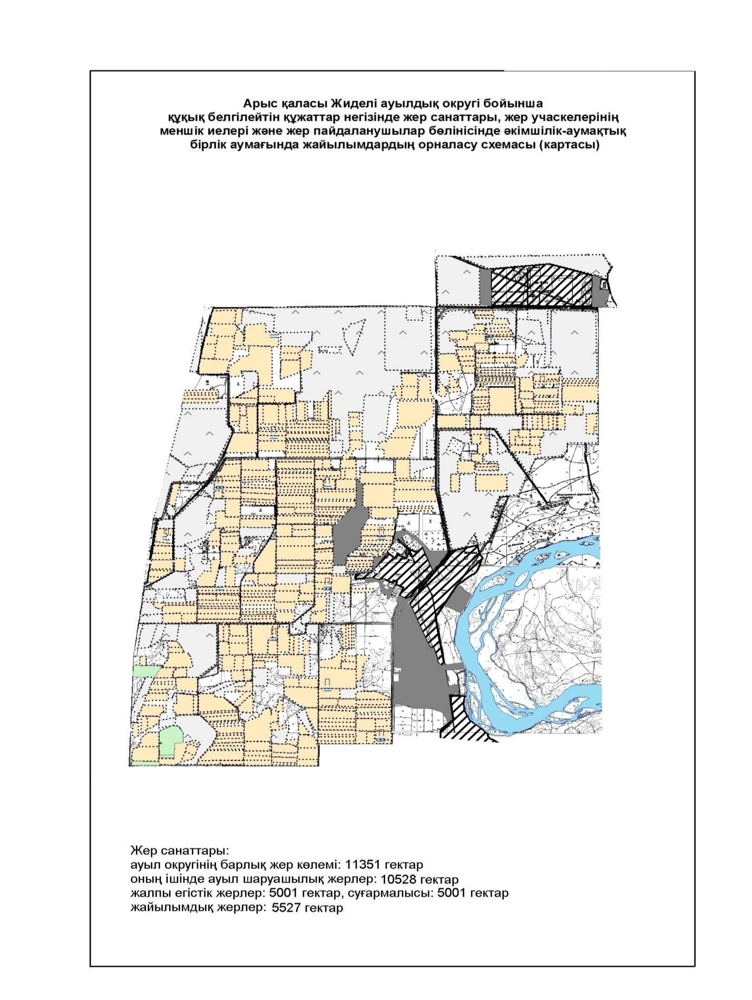 Арыс қаласы Жиделі ауылдық округі бойынша
құқық белгілейтін құжаттар негізінде жер санаттары, жер учаскелерінің
меншік иелері және жер пайдаланушылар бөлінісінде әкімшілік-аумақтық
бірлік аумағында жайылымдардың орналасу схемасы (картасы)
Жер санаттары:
ауыл округінің барлық жер көлемі: 11351 гектар
оның ішінде ауыл шаруашылық жерлер: 10528 гектар
жалпы егістік жерлер: 5001 гектар, суғармалысы: 5001 гектар
жайылымдық жерлер: 5527 гектар